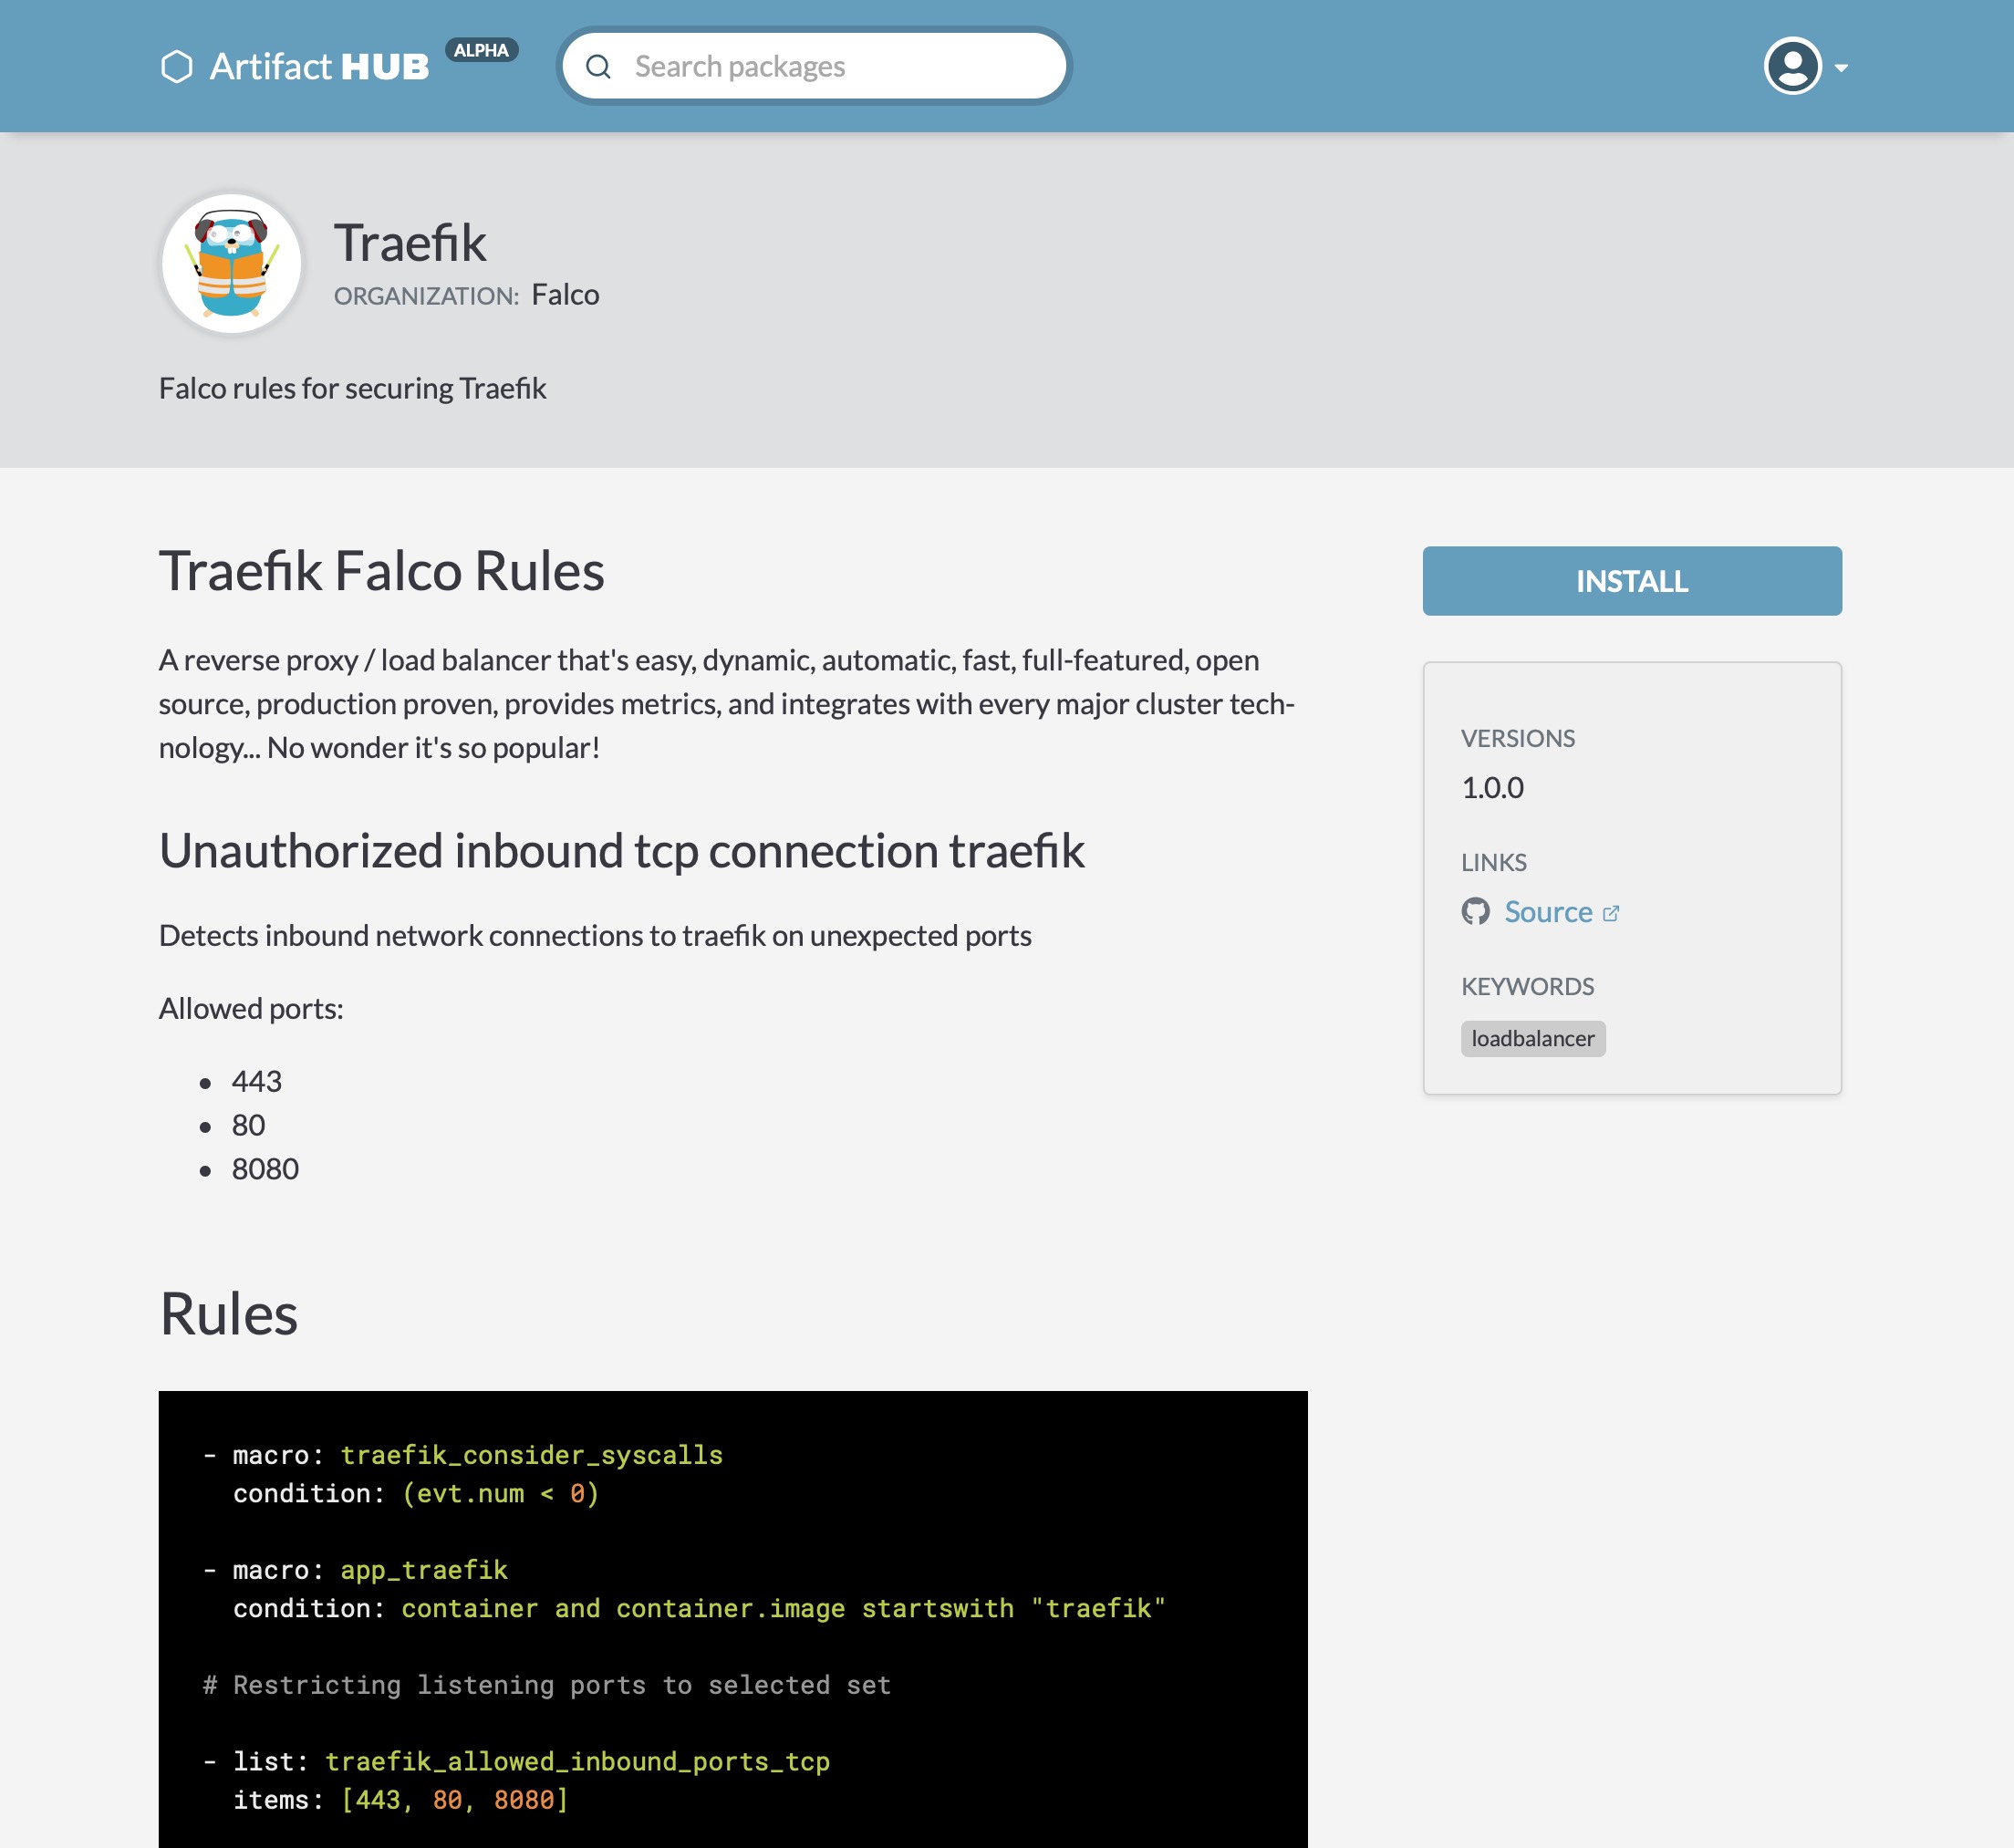 Artifact HUB ALPHA
Search packages
Traefik
ORGANIZATION: Falco
Falco rules for securing Traefik
Traefik Falco Rules
A reverse proxy / load balancer that's easy, dynamic, automatic, fast, full-featured, open
source, production proven, provides metrics, and integrates with every major cluster tech-
nology... No wonder it's so popular!
Unauthorized inbound tcp connection traefik
Detects inbound network connections to traefik on unexpected ports
Allowed ports:
• 443
• 80
• 8080
Rules
- macro: traefik_consider_syscalls
  condition: (evt.num < 0)
- macro: app_traefik
  condition: container and container.image startswith "traefik"
# Restricting listening ports to selected set
- list: traefik_allowed_inbound_ports_tcp
  items: [443, 80, 8080]
INSTALL
VERSIONS
1.0.0
LINKS
Source
KEYWORDS
loadbalancer